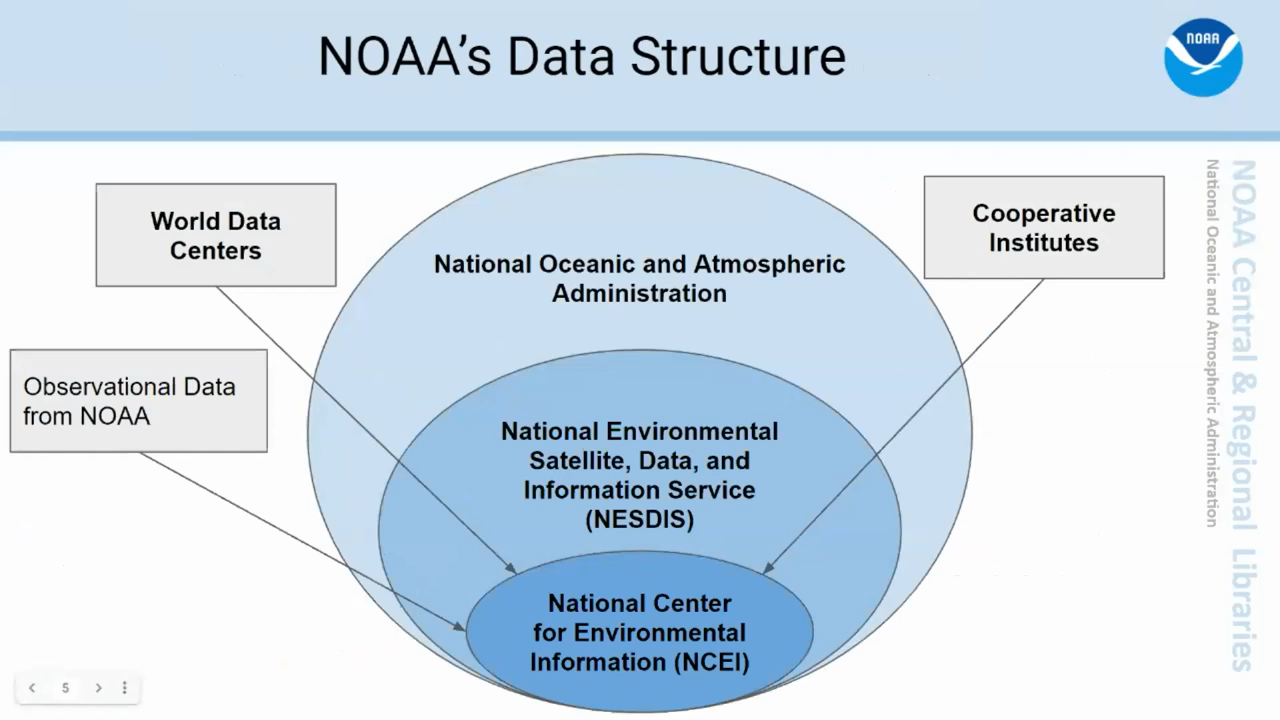 NOAA's Data Structure
NOAA
World Data
Centers
Cooperative
Institutes
National Oceanic and Atmospheric
Administration
Observational Data
from NOAA
National Environmental
Satellite, Data, and
Information Service
(NESDIS)
National Center
for Environmental
Information (NCEI)
NOAA Central & Regional Libraries
National Oceanic and Atmospheric Administration
5